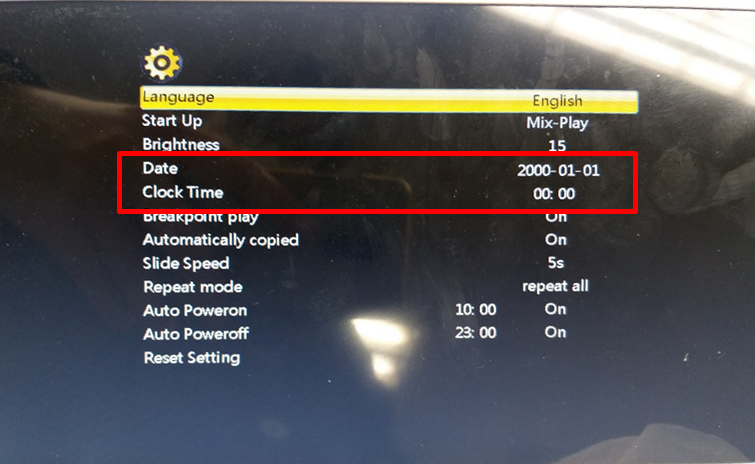 Language English
Start Up Mix-Play
Brightness 15
Date 2000-01-01
Clock Time 00: 00
Breakpoint play On
Automatically copied On
Slide Speed 5s
Repeat mode repeat all
Auto Poweron 10: 00 On
Auto Poweroff 23: 00 On
Reset Setting